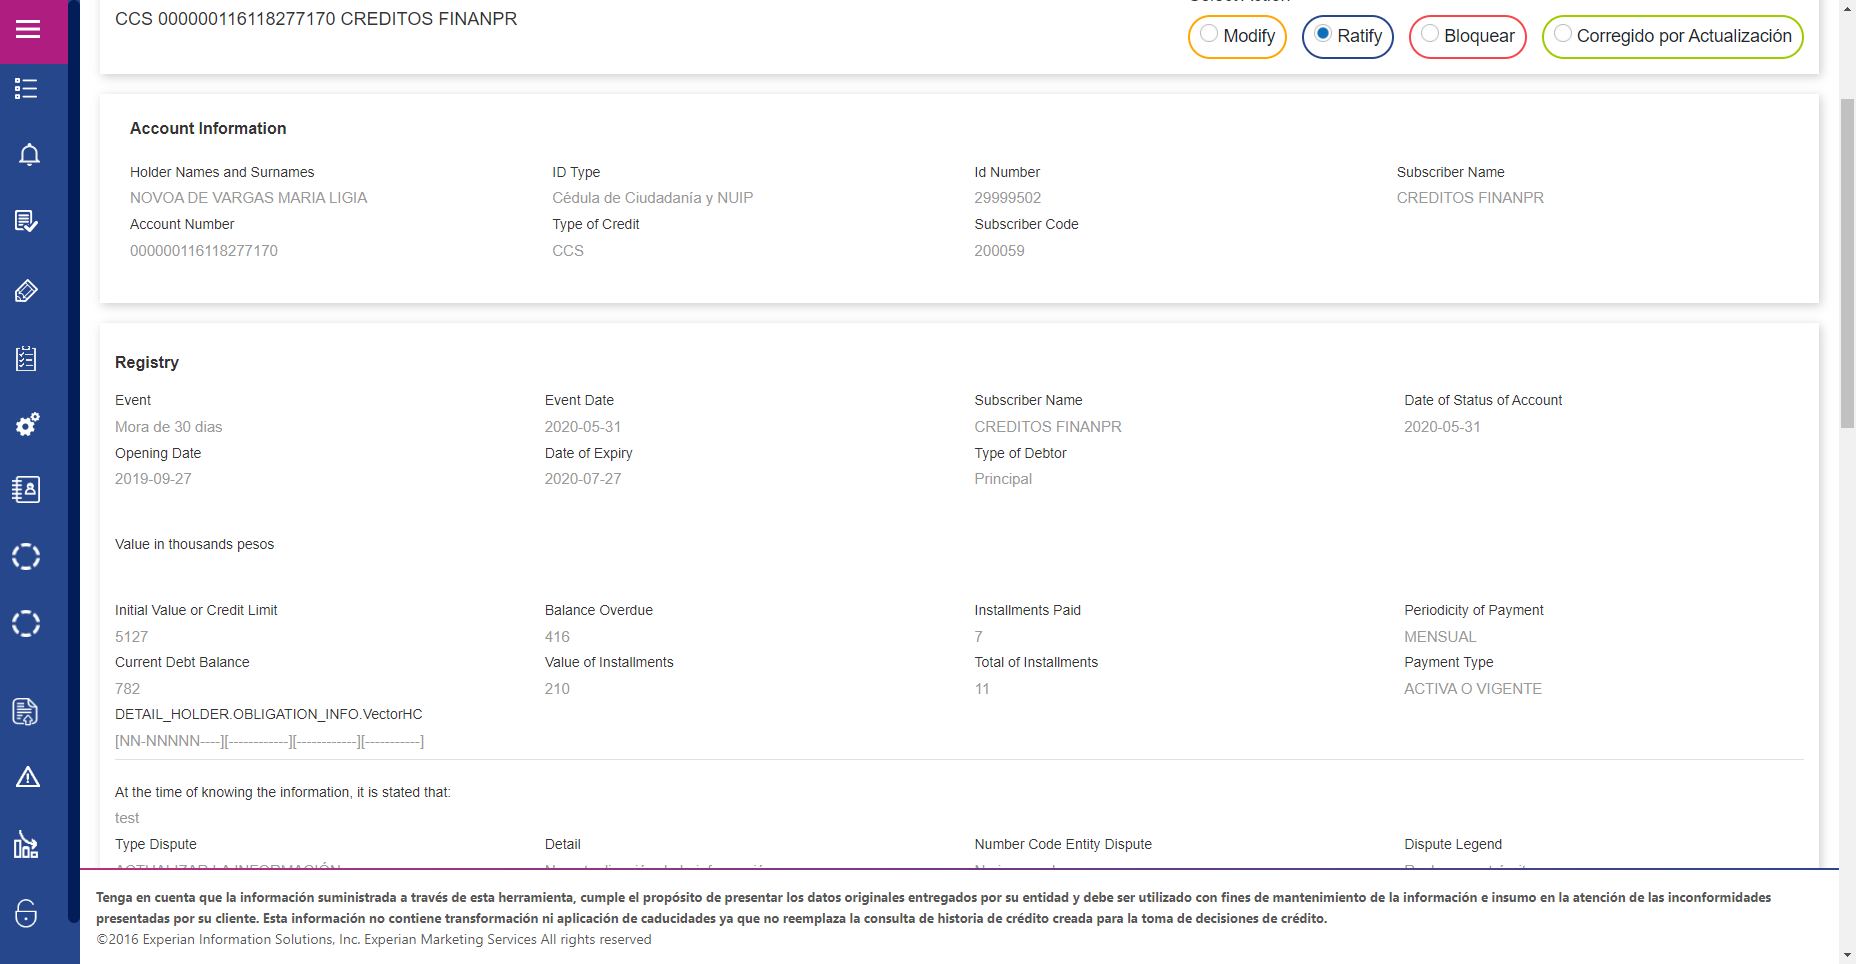 CCS 000000116118277170 CREDITOS FINANPR
Modify Ratify Bloquear Corregido por Actualización
Account Information
Holder Names and Surnames ID Type Id Number Subscriber Name
NOVOA DE VARGAS MARIA LIGIA Cédula de Ciudadanía y NUIP 29999502 CREDITOS FINANPR
Account Number Type of Credit Subscriber Code
000000116118277170 CCS 200059
Registry
Event Event Date Subscriber Name Date of Status of Account
Mora de 30 dias 2020-05-31 CREDITOS FINANPR 2020-05-31
Opening Date Date of Expiry Type of Debtor
2019-09-27 2020-07-27 Principal
Value in thousands pesos
Initial Value or Credit Limit Balance Overdue Installments Paid Periodicity of Payment
5127 416 7 MENSUAL
Current Debt Balance Value of Installments Total of Installments Payment Type
782 210 11 ACTIVA O VIGENTE
DETAIL_HOLDER.OBLIGATION_INFO.VectorHC
[NN-NNNNN----][------------][------------][-----------]
At the time of knowing the information, it is stated that:
test
Type Dispute Detail Number Code Entity Dispute Dispute Legend
ACTUALIZAR LA INFORMACIÓN
Tenga en cuenta que la información suministrada a través de esta herramienta, cumple el propósito de presentar los datos originales entregados por su entidad y debe ser utilizado con fines de mantenimiento de la información e insumo en la atención de las inconformidades
presentadas por su cliente. Esta información no contiene transformación ni aplicación de caducidades ya que no reemplaza la consulta de historia de crédito creada para la toma de decisiones de crédito.
©2016 Experian Information Solutions, Inc. Experian Marketing Services All rights reserved